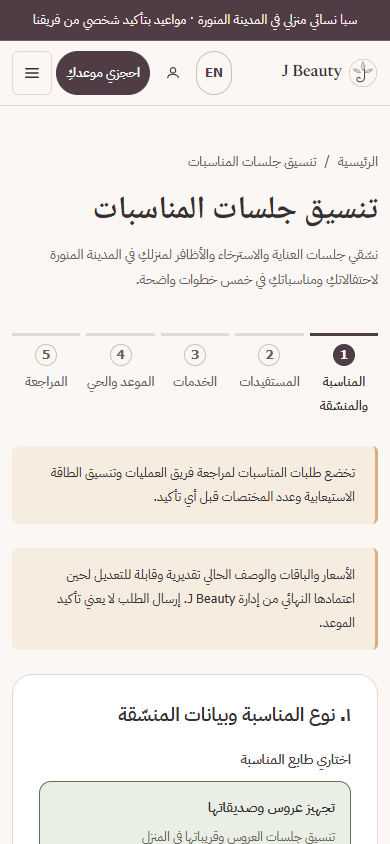 سبا نسائي منزلي في المدينة المنورة · مواعيد بتأكيد شخصي من فريقنا
J Beauty
EN
احجزي موعدكِ
الرئيسية / تنسيق جلسات المناسبات
تنسيق جلسات المناسبات
نسّقي جلسات العناية والاسترخاء والأظافر لمنزلكِ في المدينة المنورة
لاحتفالاتكِ ومناسباتكِ في خمس خطوات واضحة.
1
المناسبة
والمنسّقة
2
المستفيدات
3
الخدمات
4
الموعد والحي
5
المراجعة
تخضع طلبات المناسبات لمراجعة فريق العمليات وتنسيق الطاقة
الاستيعابية وعدد المختصات قبل أي تأكيد.
الأسعار والباقات والوصف الحالي تقديرية وقابلة للتعديل لحين
اعتمادها النهائي من إدارة J Beauty. إرسال الطلب لا يعني تأكيد
الموعد.
١. نوع المناسبة وبيانات المنسّقة
اختاري طابع المناسبة
تجهيز عروس وصديقاتها
تنسيق جلسات العروس وقريباتها في المنزل